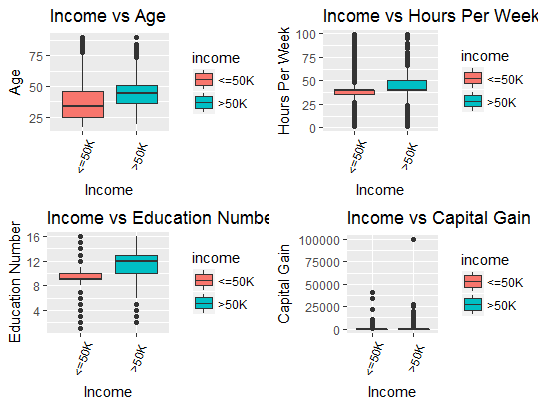 Income vs Age
Age
75
50
25
<=50K
>50K
Income
income
<=50K
>50K
Income vs Hours Per Week
Hours Per Week
100
75
50
25
0
<=50K
>50K
Income
income
<=50K
>50K
Income vs Education Numbe
Education Number
16
12
8
4
<=50K
>50K
Income
income
<=50K
>50K
Income vs Capital Gain
Capital Gain
100000
75000
50000
25000
0
<=50K
>50K
Income
income
<=50K
>50K